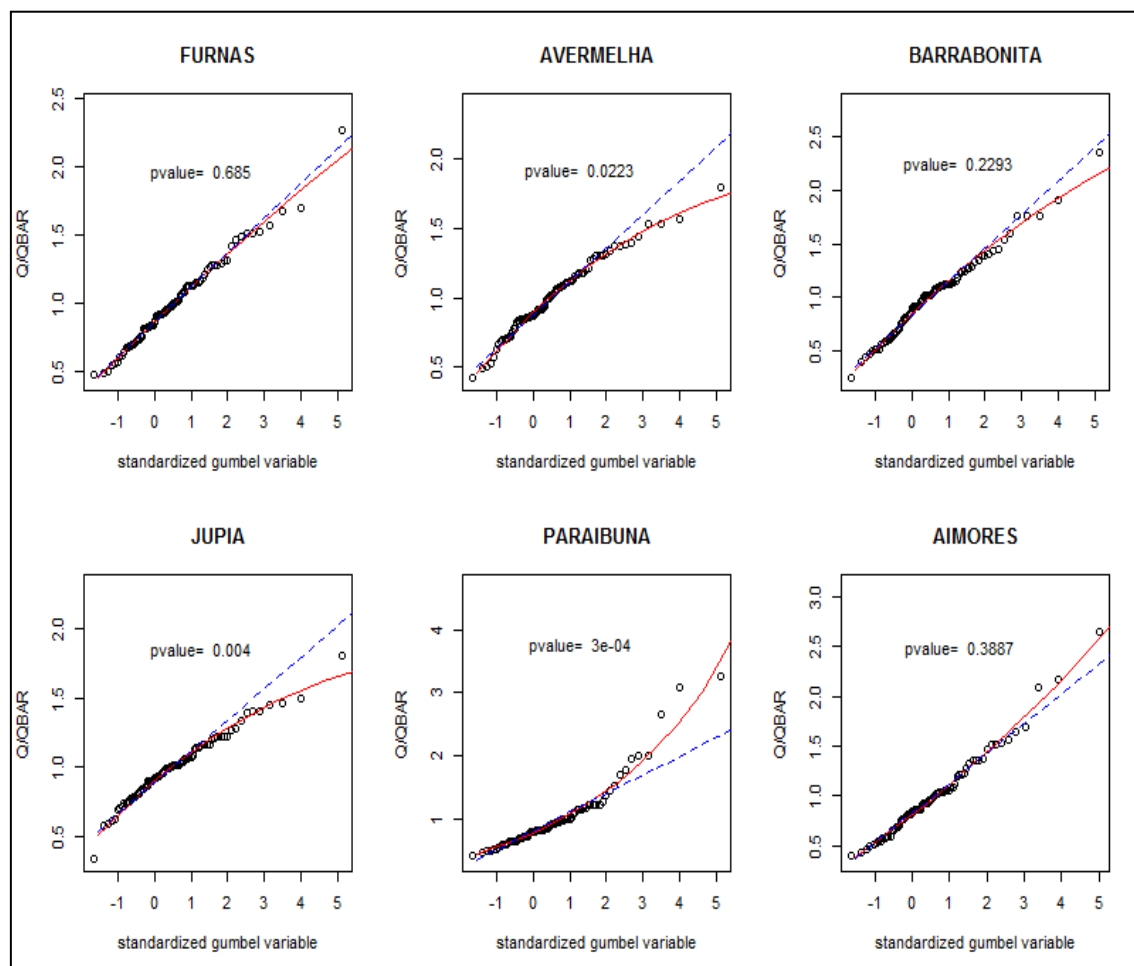 FURNAS
Q/QBAR
2.5
2.0
1.5
1.0
0.5
pvalue= 0.685
-1 0 1 2 3 4 5
standardized gumbel variable
AVERMELHA
Q/QBAR
2.0
1.5
1.0
0.5
pvalue= 0.0223
-1 0 1 2 3 4 5
standardized gumbel variable
BARRABONITA
Q/QBAR
2.5
2.0
1.5
1.0
0.5
pvalue= 0.2293
-1 0 1 2 3 4 5
standardized gumbel variable
JUPIA
Q/QBAR
2.0
1.5
1.0
0.5
pvalue= 0.004
-1 0 1 2 3 4 5
standardized gumbel variable
PARAIBUNA
Q/QBAR
4
3
2
1
pvalue= 3e-04
-1 0 1 2 3 4 5
standardized gumbel variable
AIMORES
Q/QBAR
3.0
2.5
2.0
1.5
1.0
0.5
pvalue= 0.3887
-1 0 1 2 3 4 5
standardized gumbel variable